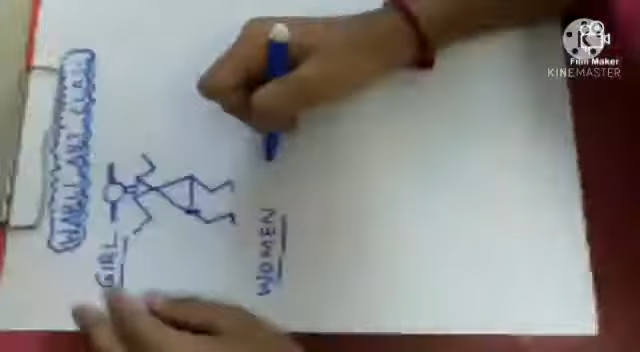 WARLI ART CLASS
GIRL
WOMEN
Film Maker
KINEMASTER